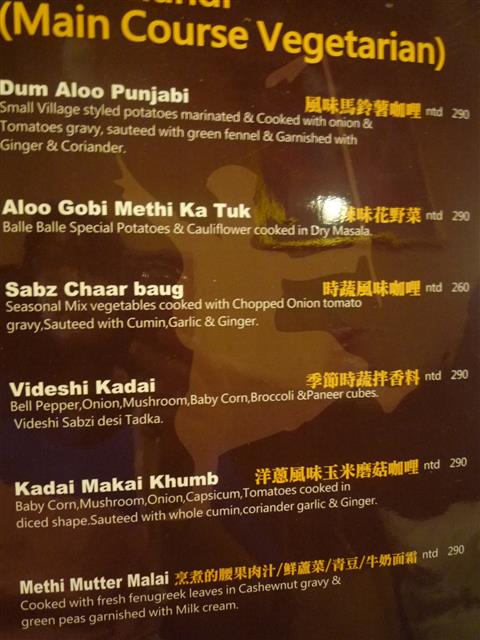 (Main Course Vegetarian)
Dum Aloo Punjabi 風味馬鈴薯咖哩 ntd 290
Small Village styled potatoes marinated & Cooked with onion &
Tomatoes gravy, sauteed with green fennel & Garnished with
Ginger & Coriander.
Aloo Gobi Methi Ka Tuk 辣味花野菜 ntd 290
Balle Balle Special Potatoes & Cauliflower cooked in Dry Masala.
Sabz Chaar baug 時蔬風味咖哩 ntd 260
Seasonal Mix vegetables cooked with Chopped Onion tomato
gravy,Sauteed with Cumin,Garlic & Ginger.
Videshi Kadai 季節時蔬拌香料 ntd 290
Bell Pepper,Onion,Mushroom,Baby Corn,Broccoli &Paneer cubes.
Videshi Sabzi desi Tadka.
Kadai Makai Khumb 洋蔥風味玉米磨菇咖哩 ntd 290
Baby Corn,Mushroom,Onion,Capsicum,Tomatoes cooked in
diced shape.Sauteed with whole cumin,coriander garlic & Ginger.
Methi Mutter Malai 烹煮的腰果肉汁/鮮蘆菜/青豆/牛奶面霜 ntd 290
Cooked with fresh fenugreek leaves in Cashewnut gravy &
green peas garnished with Milk cream.